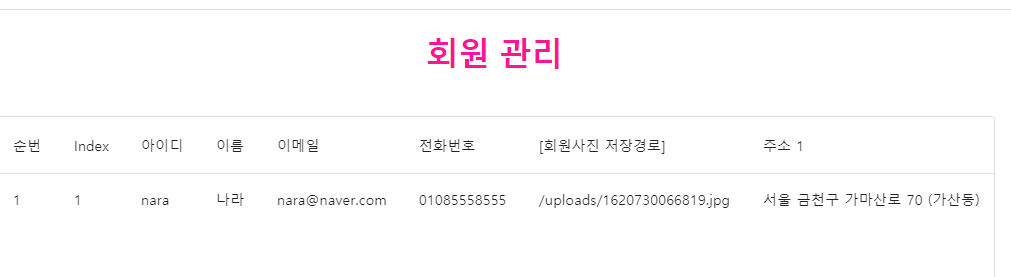 회원 관리
순번 Index 아이디 이름 이메일 전화번호 [회원사진 저장경로] 주소 1
1 1 nara 나라 nara@naver.com 01085558555 /uploads/1620730066819.jpg 서울 금천구 가마산로 70 (가산동)